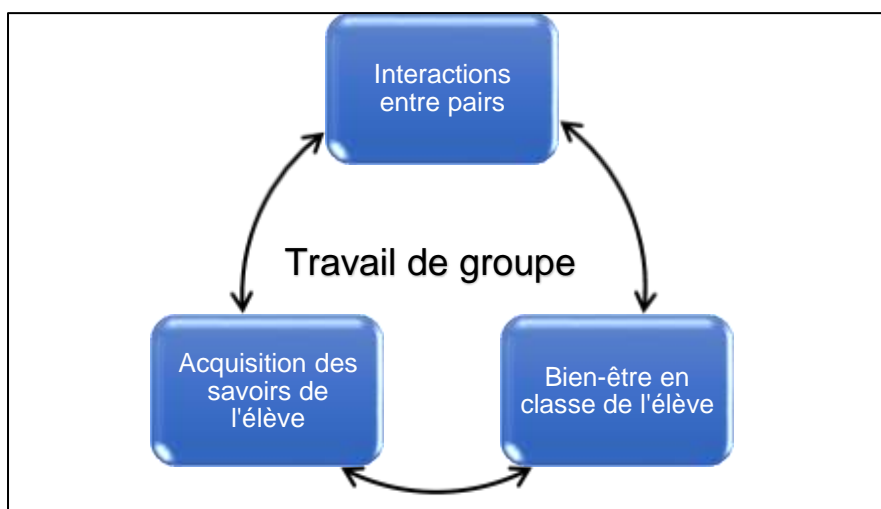 Interactions
entre pairs
Travail de groupe
Acquisition des
savoirs de
l'élève
Bien-être en
classe de l'élève